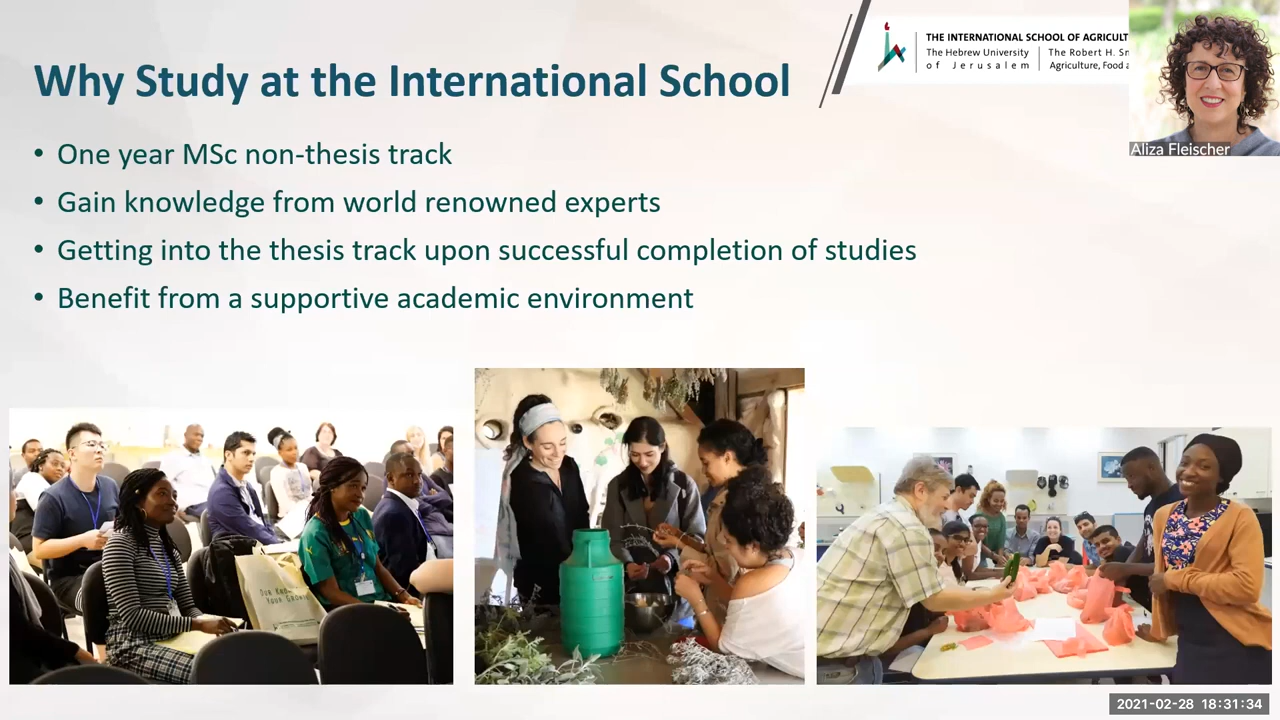 Why Study at the International School
THE INTERNATIONAL SCHOOL OF
The Hebrew University
of Jerusalem
The Robert H.
Agriculture, Food
Aliza Fleischer
• One year MSc non-thesis track
• Gain knowledge from world renowned experts
• Getting into the thesis track upon successful completion of studies
• Benefit from a supportive academic environment
2021-02-28 18:31:34